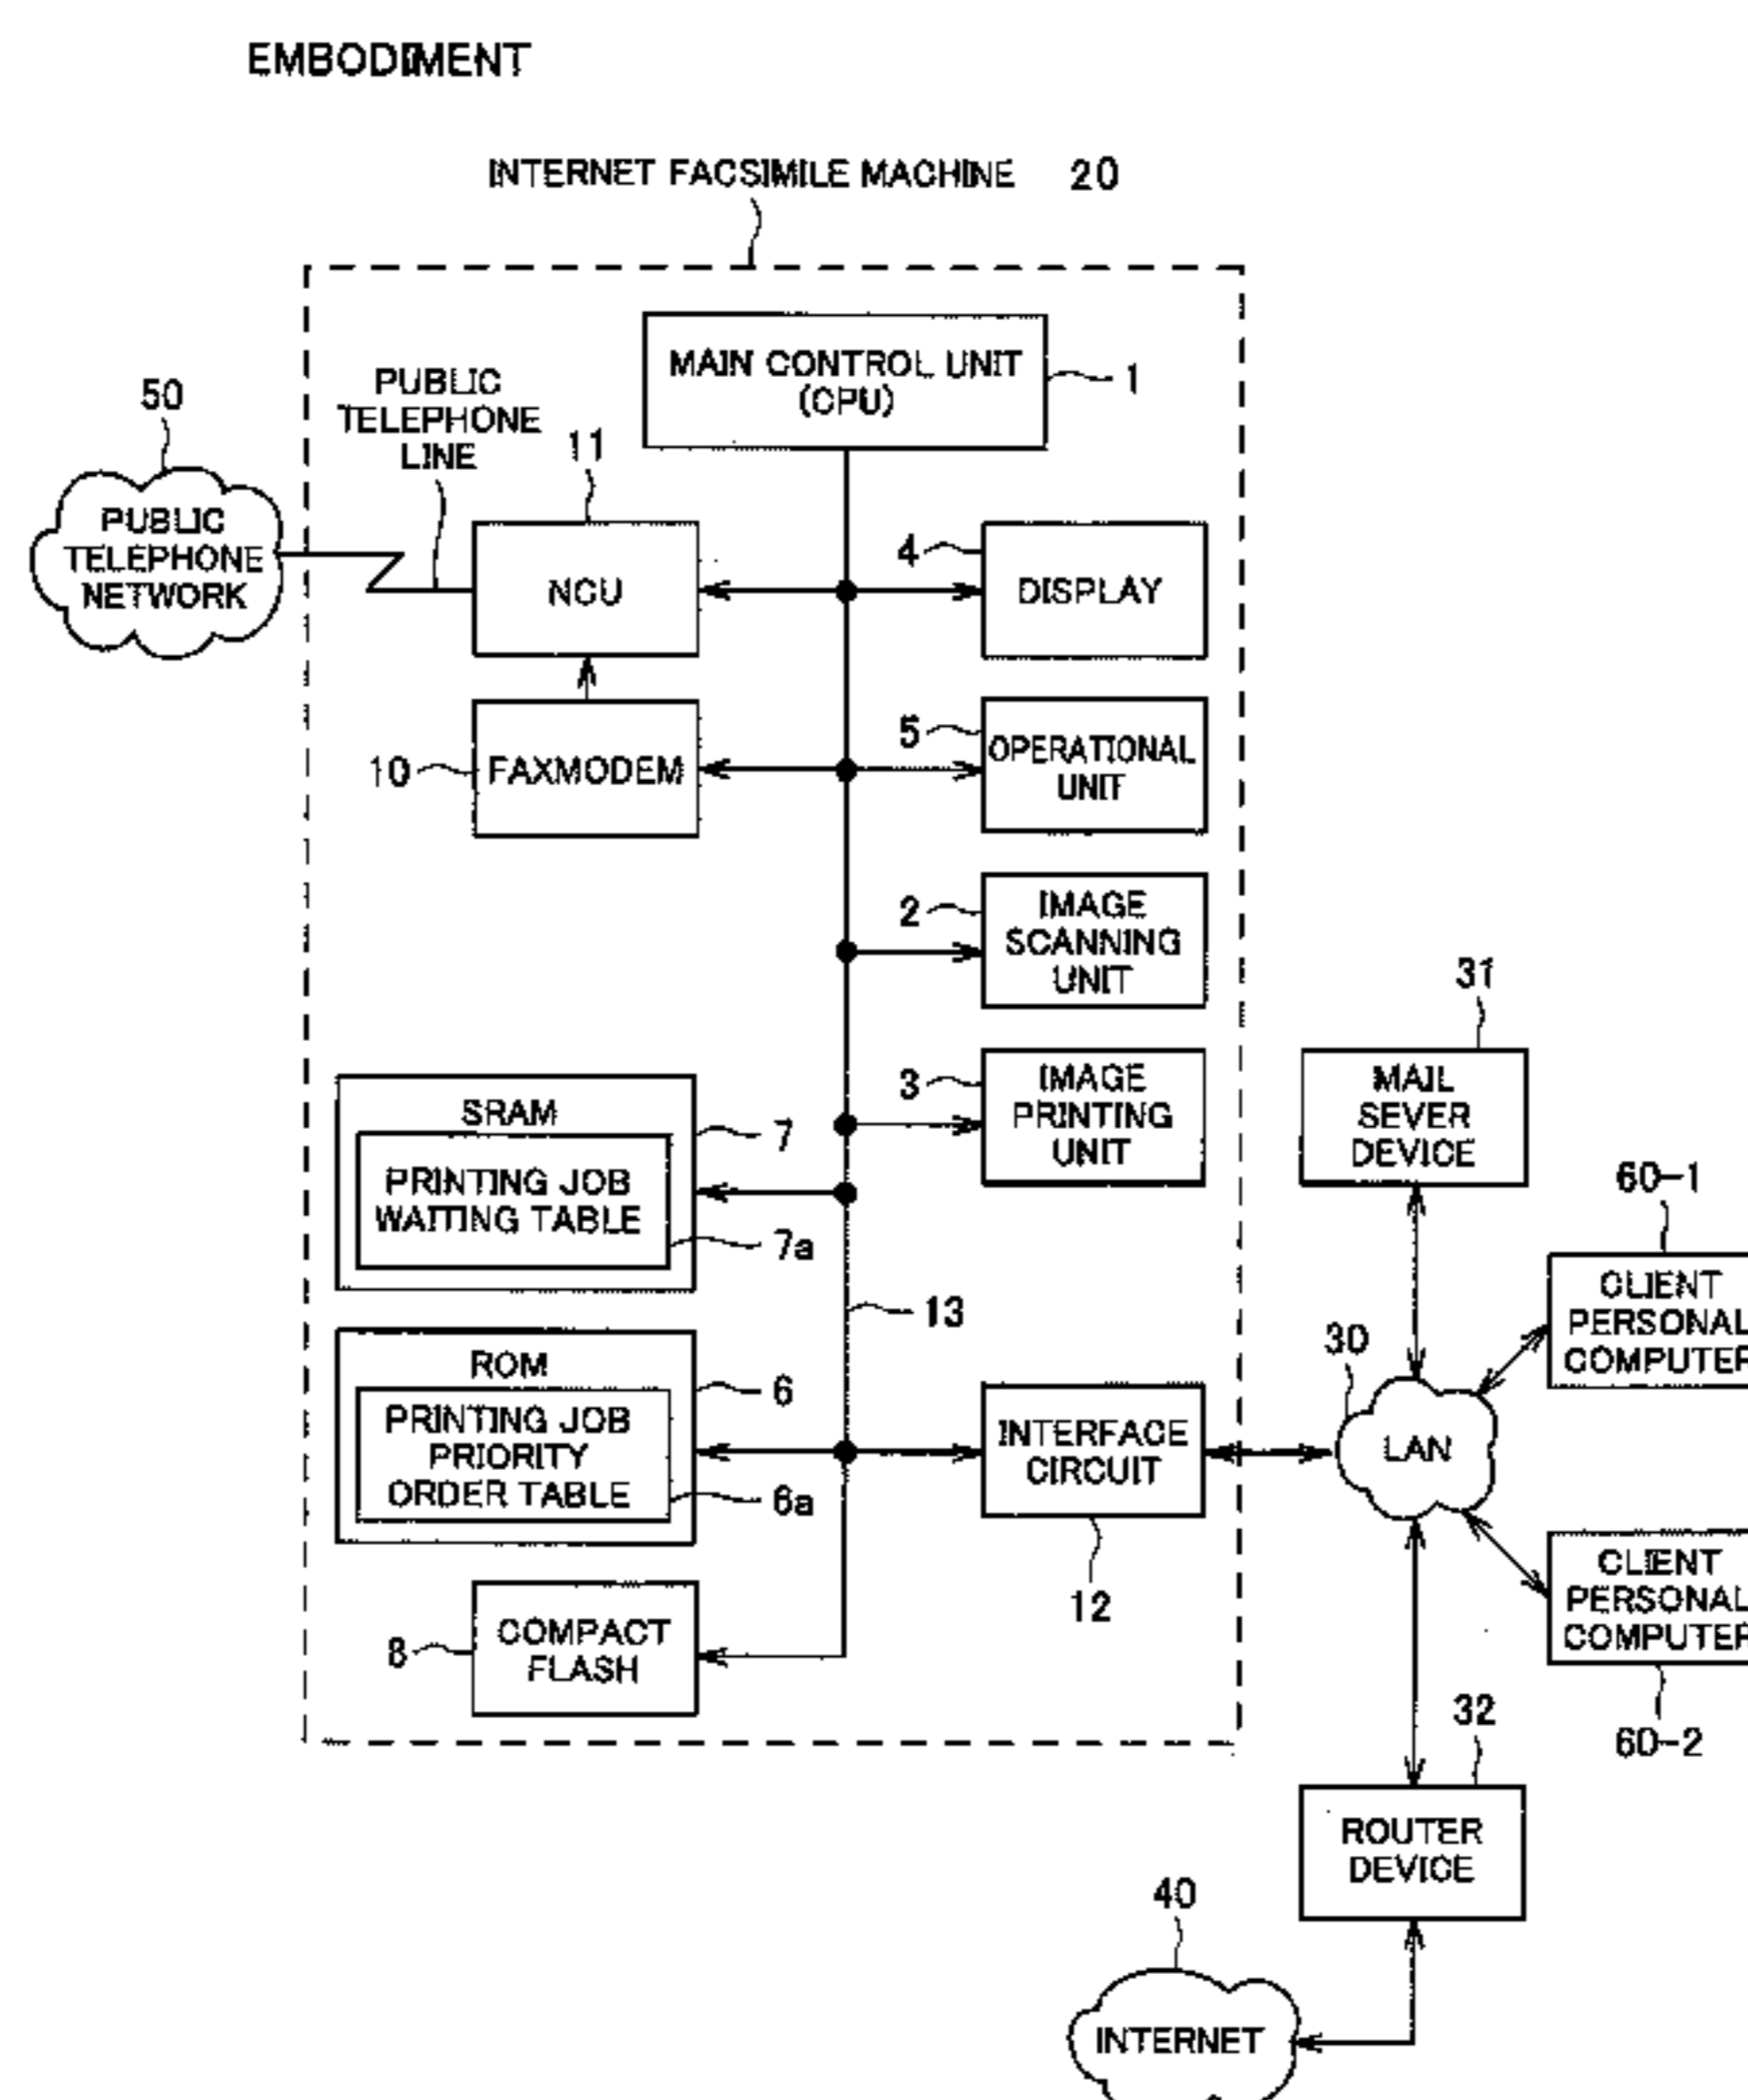 EMBODIMENT
INTERNET FACSIMILE MACHINE 20
MAIN CONTROL UNIT
(CPU)
1
50
PUBLIC
TELEPHONE
LINE
11
PUBLIC
TELEPHONE
NETWORK
NCU
4
DISPLAY
10
FAXMODEM
5
OPERATIONAL
UNIT
2
IMAGE
SCANNING
UNIT
31
3
IMAGE
PRINTING
UNIT
MAIL
SEVER
DEVICE
SRAM
7
PRINTING JOB
WAITING TABLE
7a
60-1
CLIENT
PERSONAL
COMPUTER
13
30
ROM
6
PRINTING JOB
PRIORITY
ORDER TABLE
6a
INTERFACE
CIRCUIT
LAN
12
CLIENT
PERSONAL
COMPUTER
8
COMPACT
FLASH
32
60-2
ROUTER
DEVICE
40
INTERNET